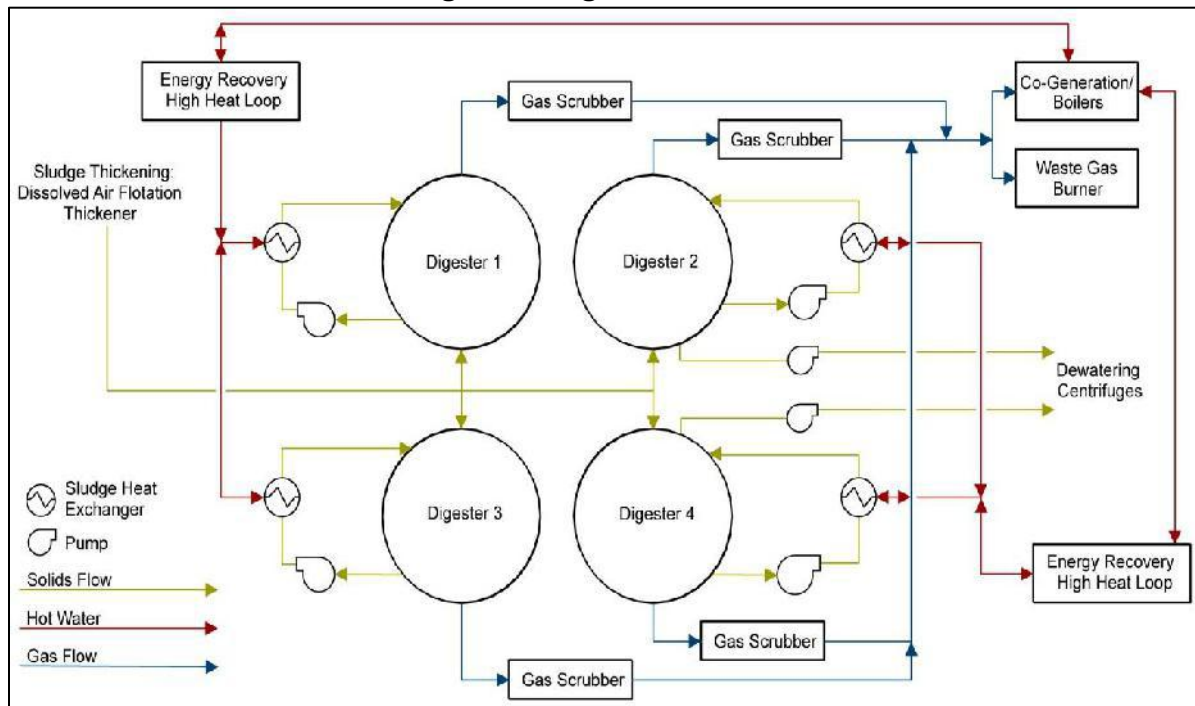 Energy Recovery
High Heat Loop
Gas Scrubber
Co-Generation/
Boilers
Gas Scrubber
Waste Gas
Burner
Sludge Thickening:
Dissolved Air Flotation
Thickener
Digester 1
Digester 2
Dewatering
Centrifuges
Sludge Heat
Exchanger
Pump
Solids Flow
Hot Water
Gas Flow
Digester 3
Digester 4
Energy Recovery
High Heat Loop
Gas Scrubber
Gas Scrubber